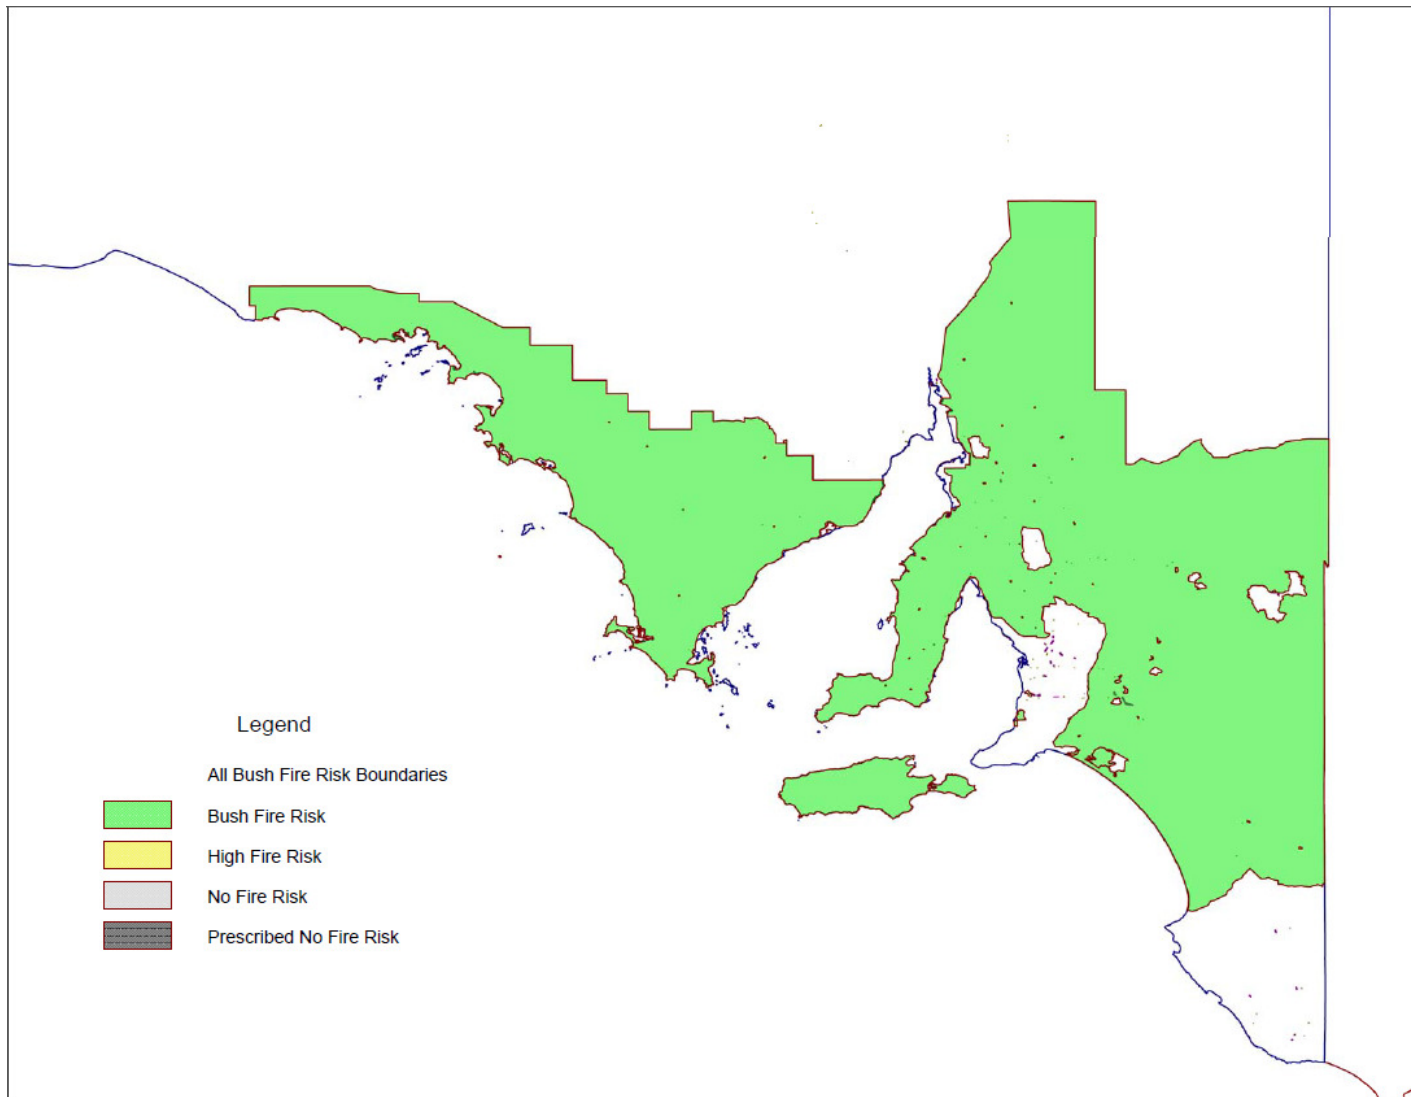 Legend
All Bush Fire Risk Boundaries
Bush Fire Risk
High Fire Risk
No Fire Risk
Prescribed No Fire Risk